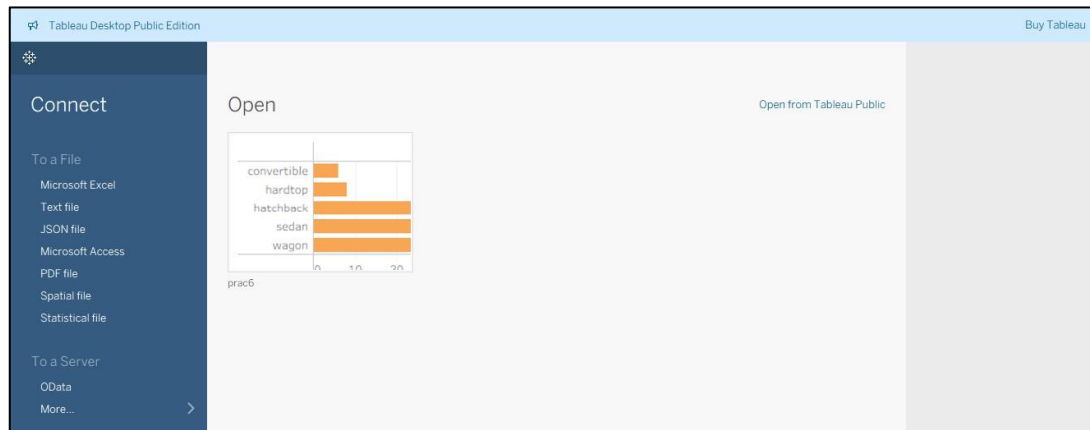 Tableau Desktop Public Edition
Buy Tableau
Connect
To a File
Microsoft Excel
Text file
JSON file
Microsoft Access
PDF file
Spatial file
Statistical file
To a Server
OData
More...
Open
Open from Tableau Public
convertible
hardtop
hatchback
sedan
wagon
0 10 20
prac6